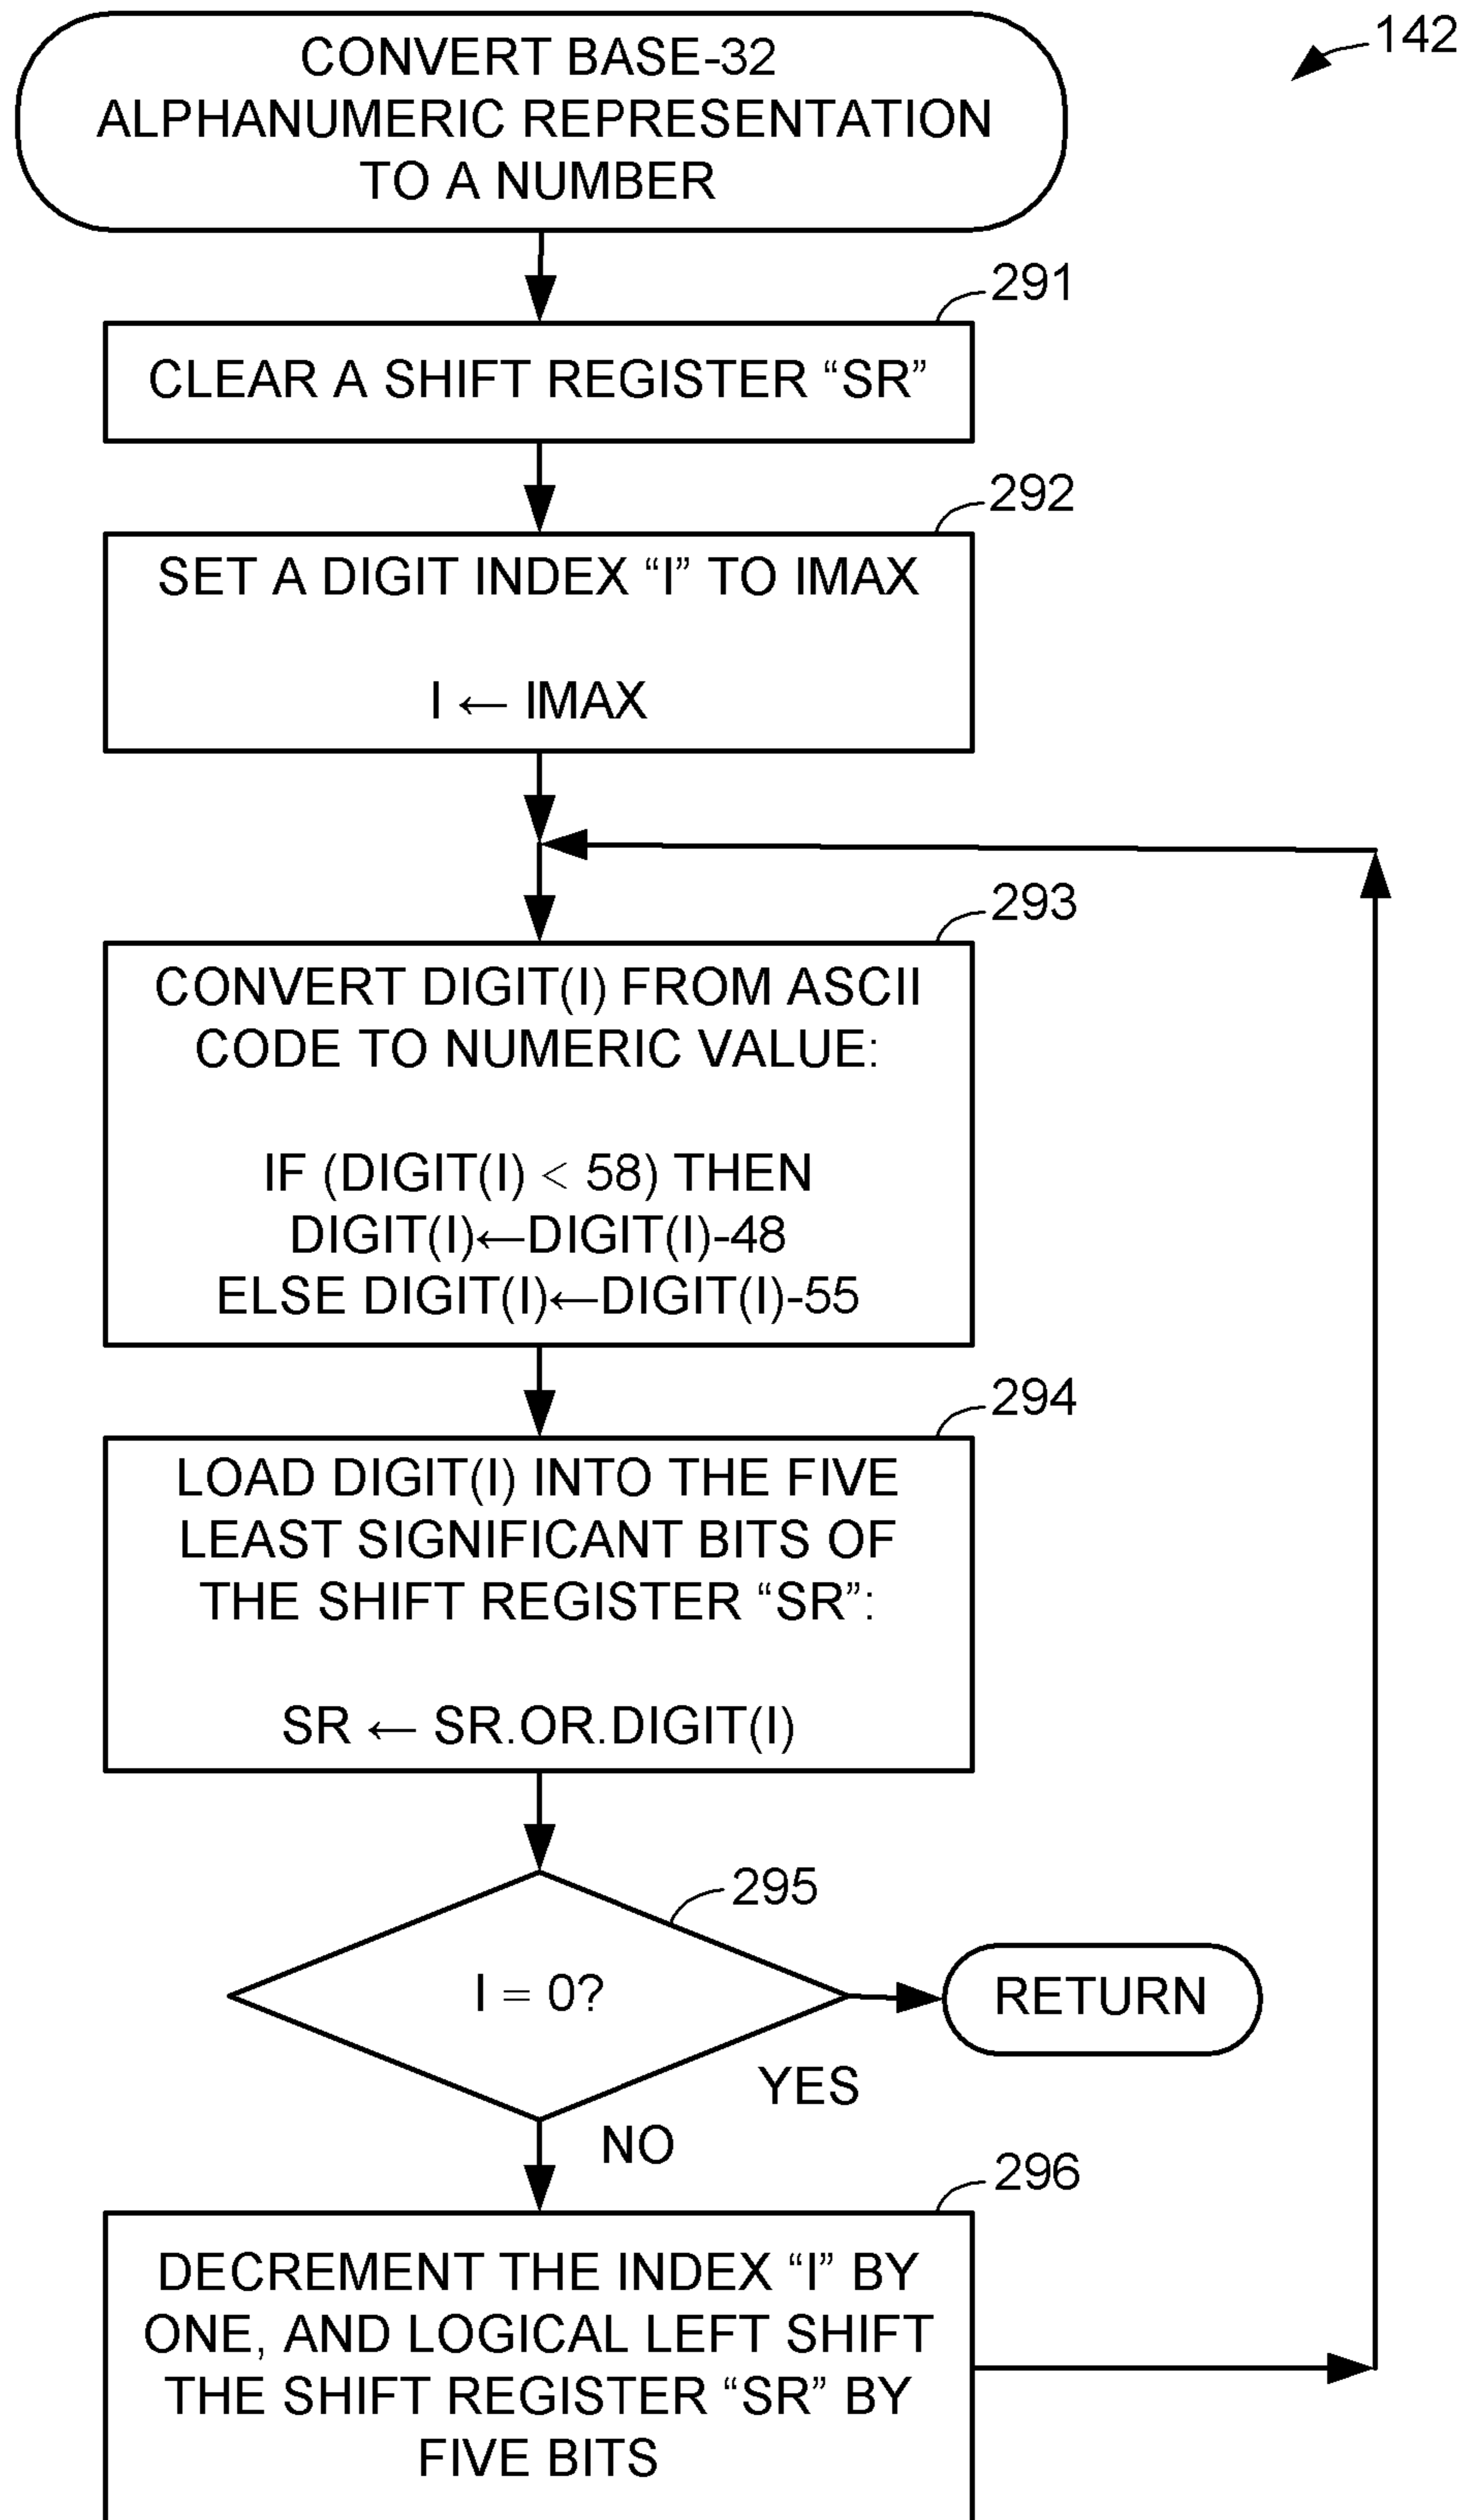 CONVERT BASE-32
ALPHANUMERIC REPRESENTATION
TO A NUMBER
142
291
CLEAR A SHIFT REGISTER “SR”
292
SET A DIGIT INDEX “I” TO IMAX
I ← IMAX
293
CONVERT DIGIT(I) FROM ASCII
CODE TO NUMERIC VALUE:
IF (DIGIT(I) < 58) THEN
DIGIT(I)←DIGIT(I)-48
ELSE DIGIT(I)←DIGIT(I)-55
294
LOAD DIGIT(I) INTO THE FIVE
LEAST SIGNIFICANT BITS OF
THE SHIFT REGISTER “SR”:
SR ← SR.OR.DIGIT(I)
295
I = 0?
RETURN
YES
NO
296
DECREMENT THE INDEX “I” BY
ONE, AND LOGICAL LEFT SHIFT
THE SHIFT REGISTER “SR” BY
FIVE BITS